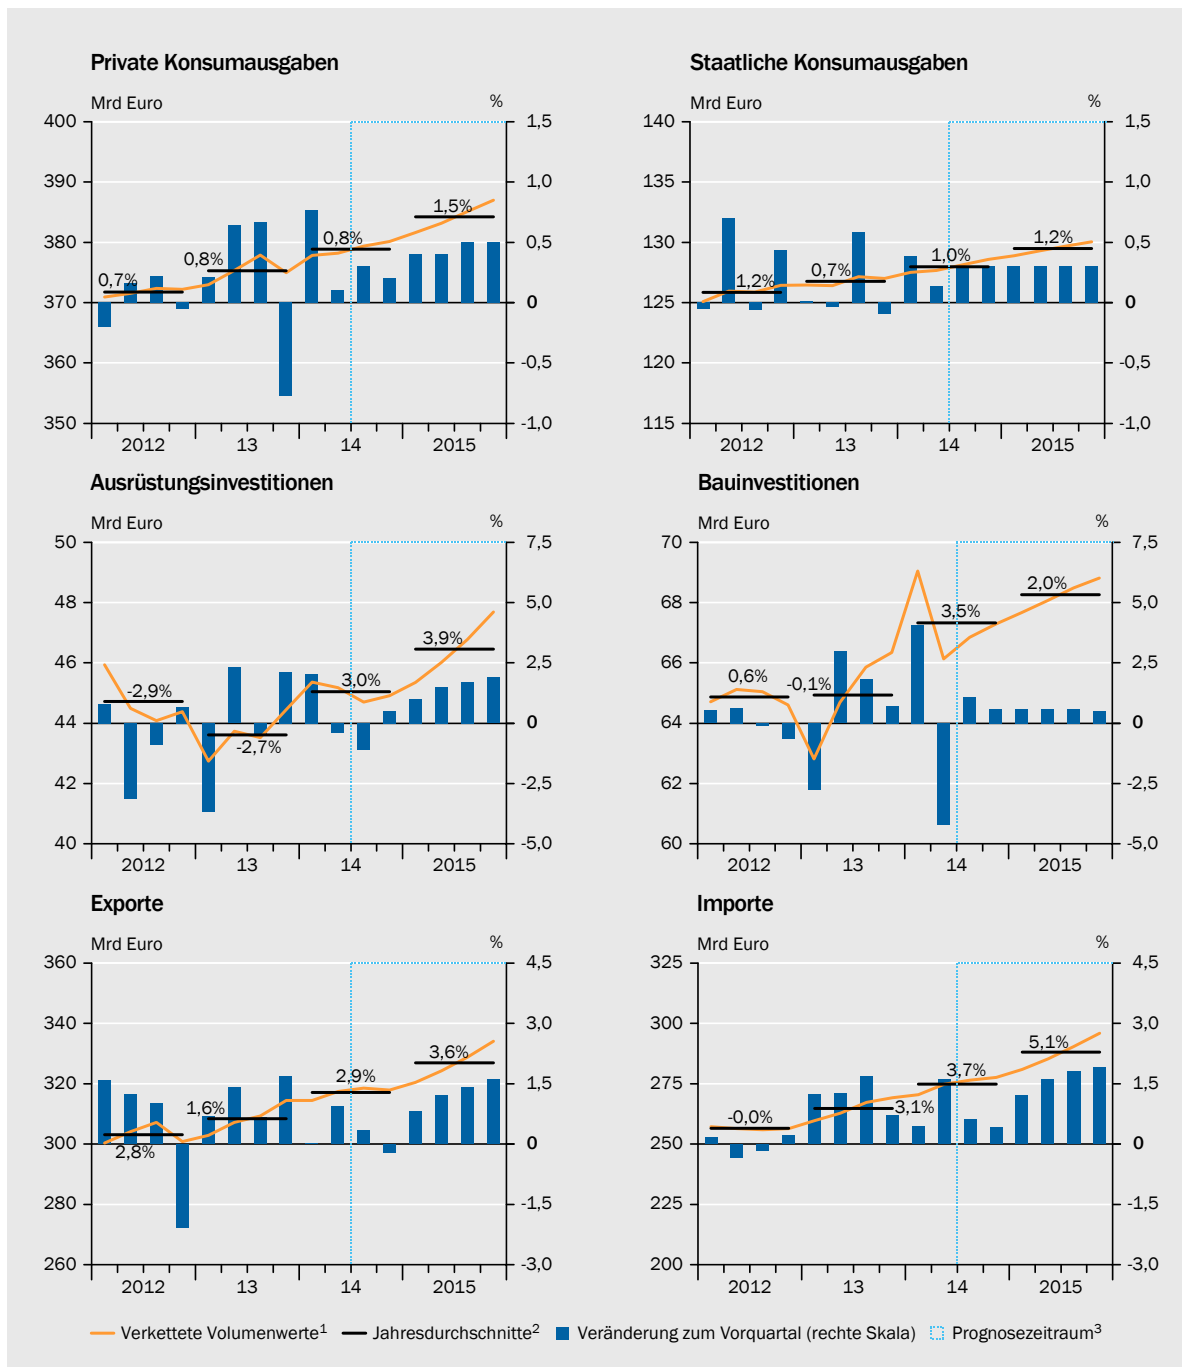 Private Konsumausgaben
Mrd Euro %
400 1,5
390 1,0
1,5%
380 0,5
0,8% 0,8%
0,7%
370 0
360 -0,5
350 -1,0
2012 13 14 2015
Staatliche Konsumausgaben
Mrd Euro %
140 1,5
135 1,0
130 0,5
1,2% 0,7% 1,0% 1,2%
125 0
120 -0,5
115 -1,0
2012 13 14 2015
Ausrüstungsinvestitionen
Mrd Euro %
50 7,5
48 5,0
3,9%
46 2,5
-2,9% 3,0%
44 0
-2,7%
42 -2,5
40 -5,0
2012 13 14 2015
Bauinvestitionen
Mrd Euro %
70 7,5
2,0%
68 5,0
3,5%
66 2,5
0,6% -0,1%
64 0
62 -2,5
60 -5,0
2012 13 14 2015
Exporte
Mrd Euro %
360 4,5
340 3,0
3,6%
320 1,5
1,6% 2,9%
300 0
2,8%
280 -1,5
260 -3,0
2012 13 14 2015
Importe
Mrd Euro %
325 4,5
300 3,0
5,1%
275 1,5
3,7%
-0,0% 3,1%
250 0
225 -1,5
200 -3,0
2012 13 14 2015
Verkettete Volumenwerte1 Jahresdurchschnitte2 Veränderung zum Vorquartal (rechte Skala) Prognosezeitraum3